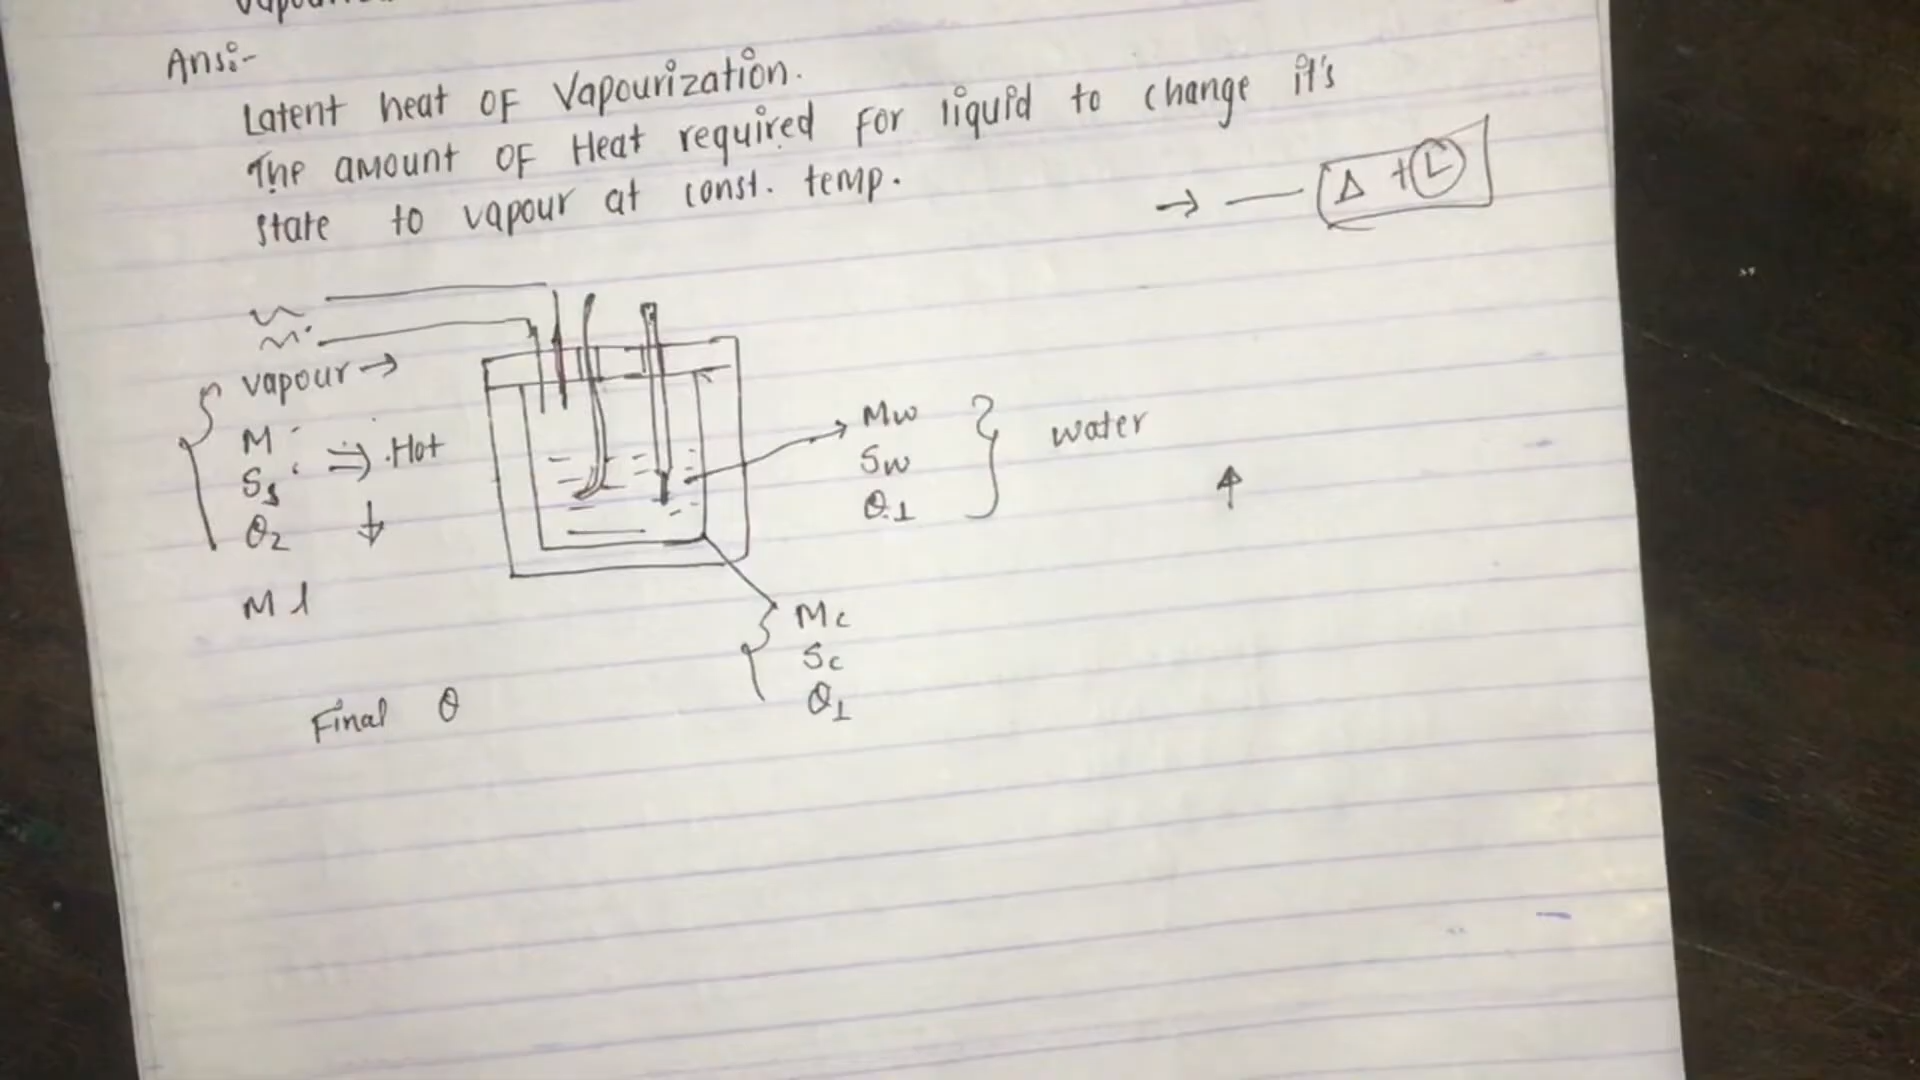 Ans:-
Latent heat OF Vapourization.
The amount OF Heat required For liquid to change it's
state to vapour at const. temp.
→ — Δ + L
vapour →
M ⇒ Hot
Ss
θ2 ↓
M l
Mw
Sw
θ1
water
↑
Mc
Sc
θ1
Final θ